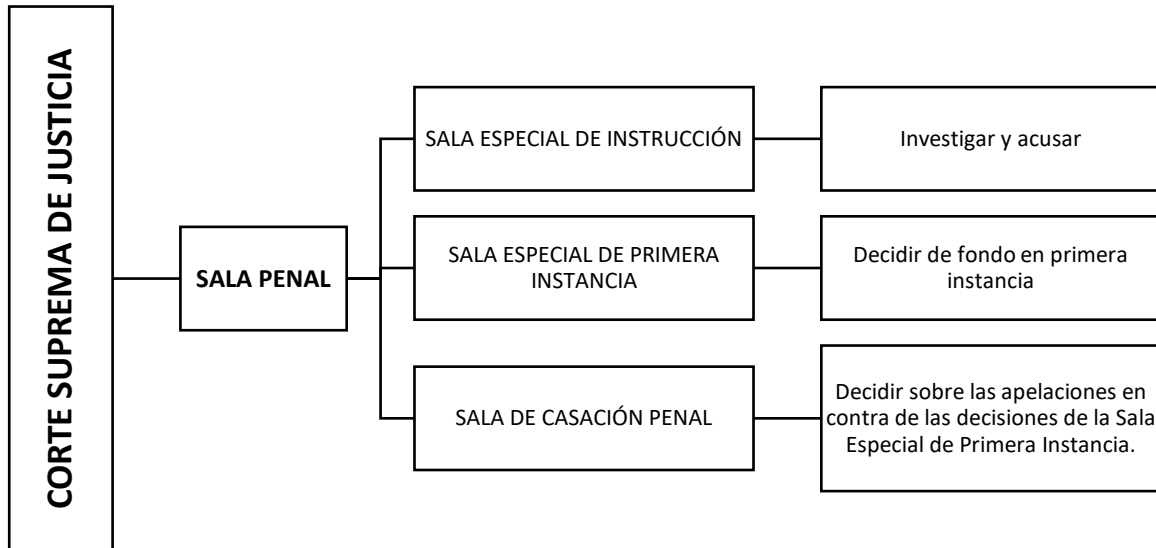 CORTE SUPREMA DE JUSTICIA
SALA PENAL
SALA ESPECIAL DE INSTRUCCIÓN
Investigar y acusar
SALA ESPECIAL DE PRIMERA
INSTANCIA
Decidir de fondo en primera
instancia
SALA DE CASACIÓN PENAL
Decidir sobre las apelaciones en
contra de las decisiones de la Sala
Especial de Primera Instancia.